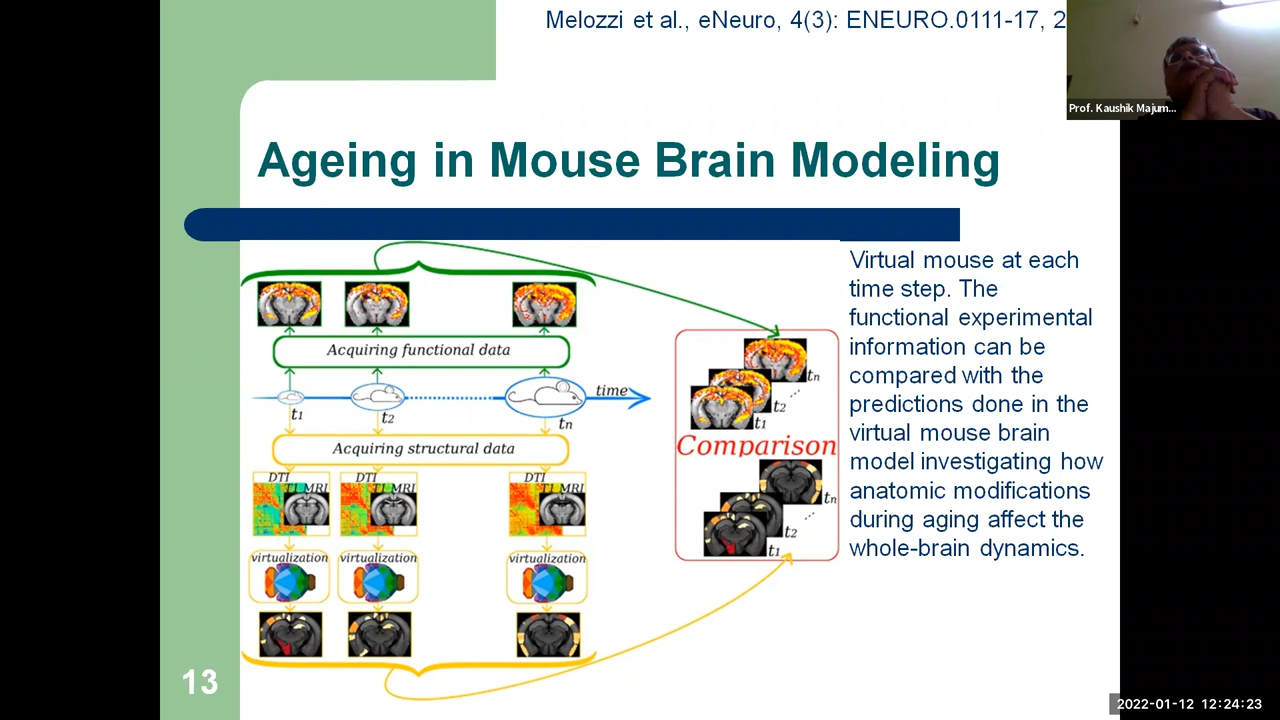 Melozzi et al., eNeuro, 4(3): ENEURO.0111-17, 2
Prof. Kaushik Majum...
Ageing in Mouse Brain Modeling
Acquiring functional data
time
t1
t2
tn
Acquiring structural data
DTI
T1 MRI
DTI
T1 MRI
DTI
T1 MRI
virtualization
virtualization
virtualization
tn
t2
t1
Comparison
tn
t2
t1
Virtual mouse at each
time step. The
functional experimental
information can be
compared with the
predictions done in the
virtual mouse brain
model investigating how
anatomic modifications
during aging affect the
whole-brain dynamics.
13
2022-01-12 12:24:23